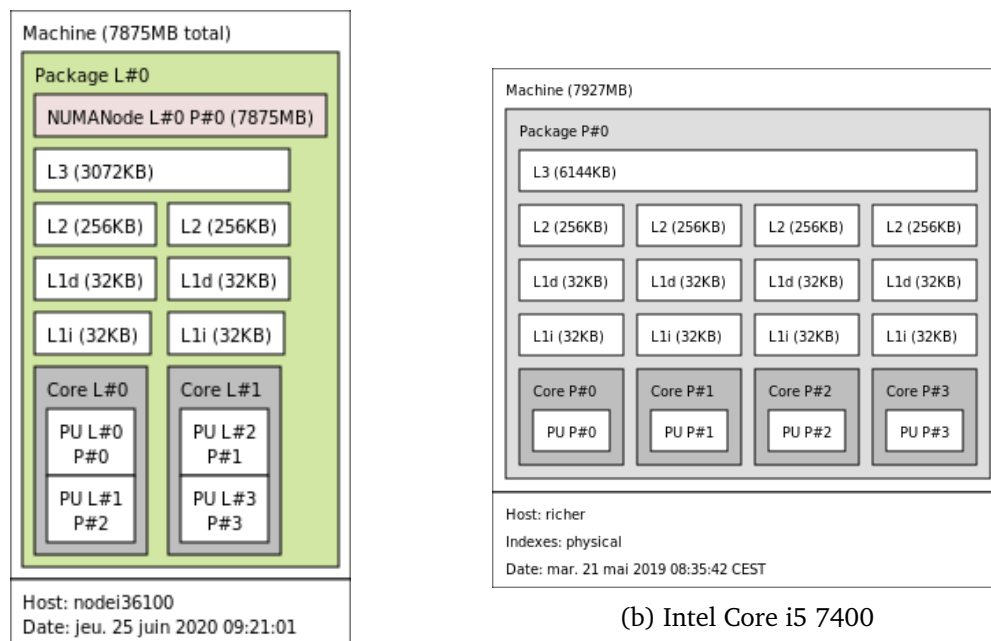 Machine (7875MB total)
Package L#0
NUMANode L#0 P#0 (7875MB)
L3 (3072KB)
L2 (256KB) L2 (256KB)
L1d (32KB) L1d (32KB)
L1i (32KB) L1i (32KB)
Core L#0 Core L#1
PU L#0 PU L#2
P#0 P#1
PU L#1 PU L#3
P#2 P#3
Host: nodei36100
Date: jeu. 25 juin 2020 09:21:01
Machine (7927MB)
Package P#0
L3 (6144KB)
L2 (256KB) L2 (256KB) L2 (256KB) L2 (256KB)
L1d (32KB) L1d (32KB) L1d (32KB) L1d (32KB)
L1i (32KB) L1i (32KB) L1i (32KB) L1i (32KB)
Core P#0 Core P#1 Core P#2 Core P#3
PU P#0 PU P#1 PU P#2 PU P#3
Host: richer
Indexes: physical
Date: mar. 21 mai 2019 08:35:42 CEST
(b) Intel Core i5 7400